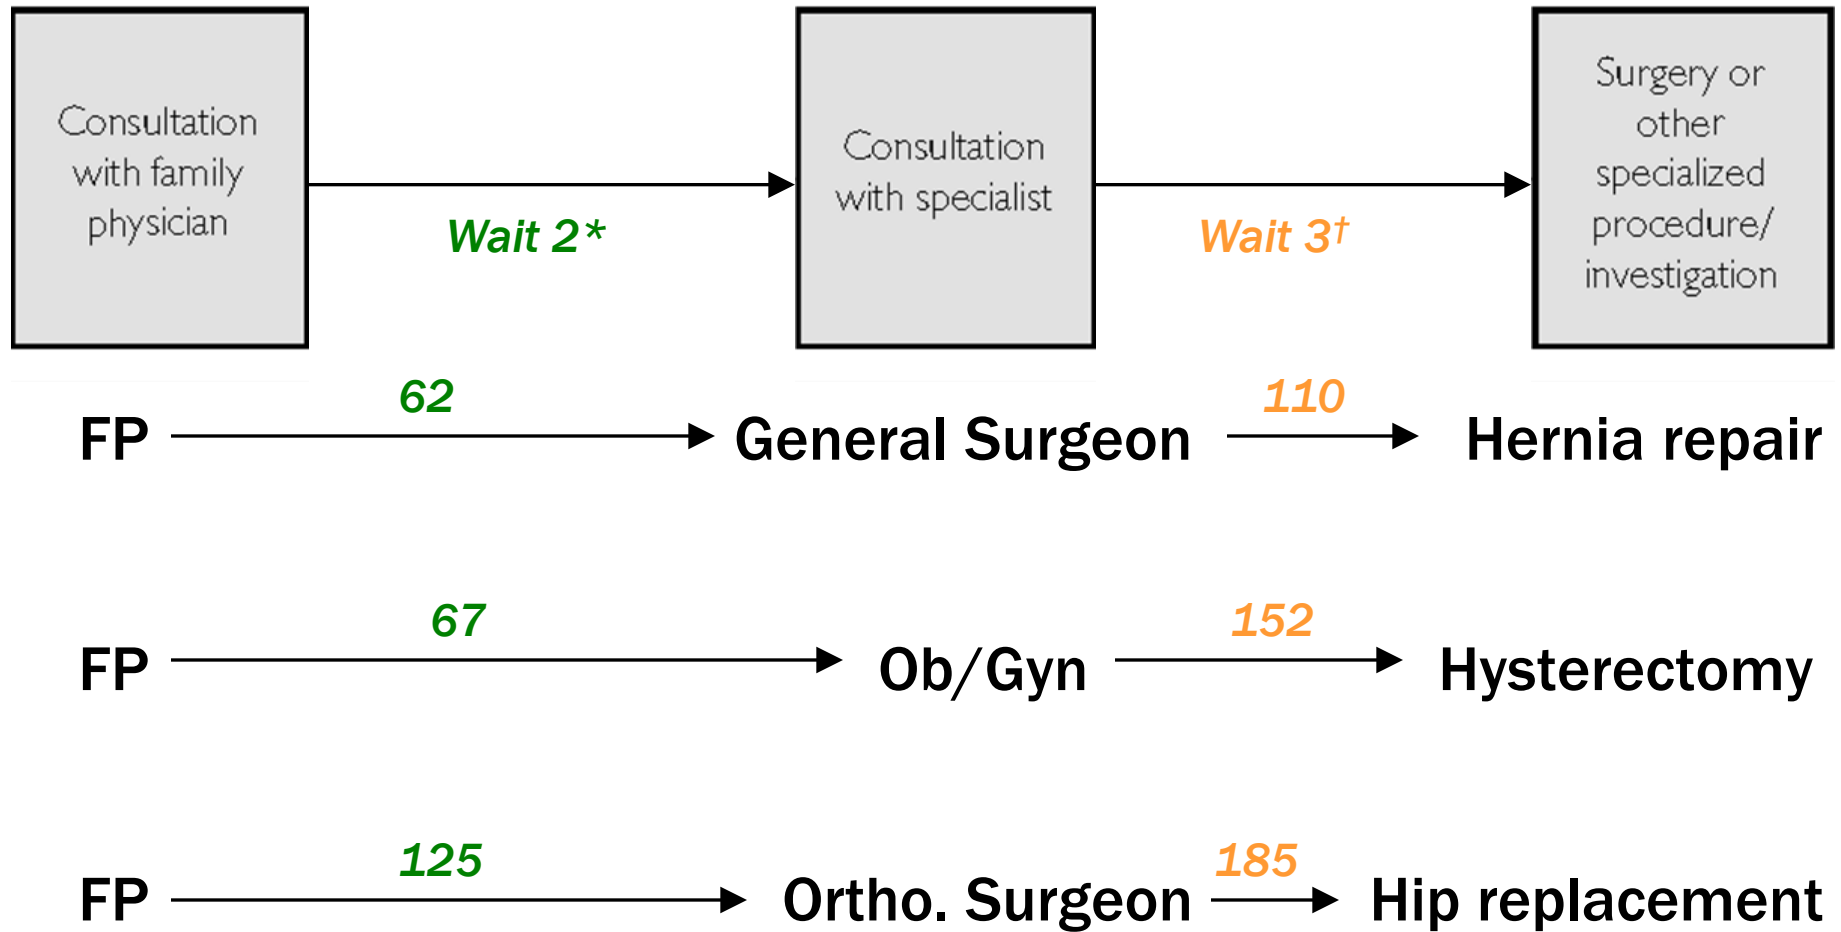 Consultation
with family
physician
Wait 2*
Consultation
with specialist
Wait 3†
Surgery or
other
specialized
procedure/
investigation
62
110
FP
General Surgeon
Hernia repair
67
152
FP
Ob/Gyn
Hysterectomy
125
185
FP
Ortho. Surgeon
Hip replacement